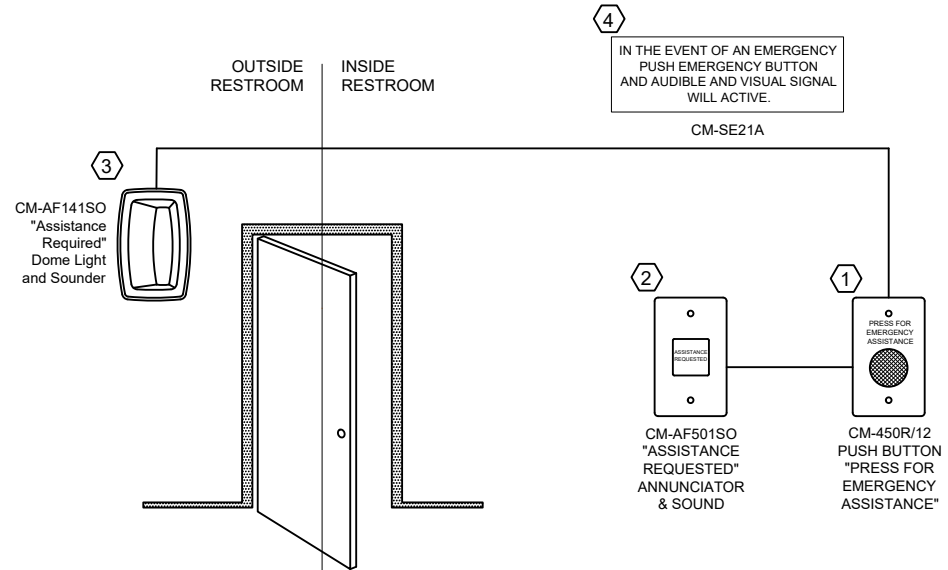 4
IN THE EVENT OF AN EMERGENCY
PUSH EMERGENCY BUTTON
AND AUDIBLE AND VISUAL SIGNAL
WILL ACTIVE.
CM-SE21A
OUTSIDE
RESTROOM
INSIDE
RESTROOM
3
CM-AF141SO
"Assistance
Required"
Dome Light
and Sounder
2
ASSISTANCE
REQUESTED
CM-AF501SO
"ASSISTANCE
REQUESTED"
ANNUNCIATOR
& SOUND
1
PRESS FOR
EMERGENCY
ASSISTANCE
CM-450R/12
PUSH BUTTON
"PRESS FOR
EMERGENCY
ASSISTANCE"